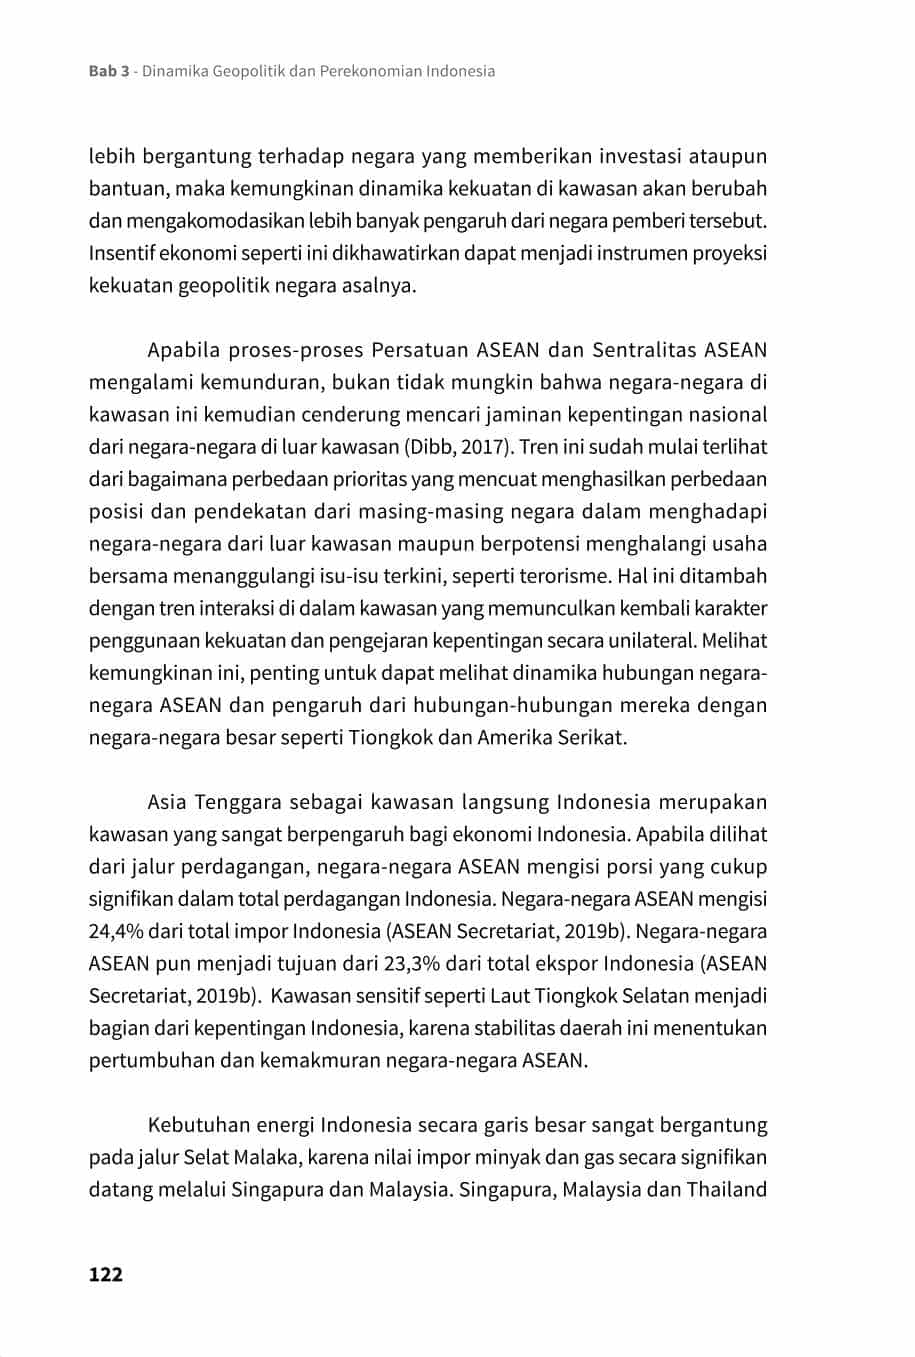 Bab 3 - Dinamika Geopolitik dan Perekonomian Indonesia
lebih bergantung terhadap negara yang memberikan investasi ataupun
bantuan, maka kemungkinan dinamika kekuatan di kawasan akan berubah
dan mengakomodasikan lebih banyak pengaruh dari negara pemberi tersebut.
Insentif ekonomi seperti ini dikhawatirkan dapat menjadi instrumen proyeksi
kekuatan geopolitik negara asalnya.
Apabila proses-proses Persatuan ASEAN dan Sentralitas ASEAN
mengalami kemunduran, bukan tidak mungkin bahwa negara-negara di
kawasan ini kemudian cenderung mencari jaminan kepentingan nasional
dari negara-negara di luar kawasan (Dibb, 2017). Tren ini sudah mulai terlihat
dari bagaimana perbedaan prioritas yang mencuat menghasilkan perbedaan
posisi dan pendekatan dari masing-masing negara dalam menghadapi
negara-negara dari luar kawasan maupun berpotensi menghalangi usaha
bersama menanggulangi isu-isu terkini, seperti terorisme. Hal ini ditambah
dengan tren interaksi di dalam kawasan yang memunculkan kembali karakter
penggunaan kekuatan dan pengejaran kepentingan secara unilateral. Melihat
kemungkinan ini, penting untuk dapat melihat dinamika hubungan negara-
negara ASEAN dan pengaruh dari hubungan-hubungan mereka dengan
negara-negara besar seperti Tiongkok dan Amerika Serikat.
Asia Tenggara sebagai kawasan langsung Indonesia merupakan
kawasan yang sangat berpengaruh bagi ekonomi Indonesia. Apabila dilihat
dari jalur perdagangan, negara-negara ASEAN mengisi porsi yang cukup
signifikan dalam total perdagangan Indonesia. Negara-negara ASEAN mengisi
24,4% dari total impor Indonesia (ASEAN Secretariat, 2019b). Negara-negara
ASEAN pun menjadi tujuan dari 23,3% dari total ekspor Indonesia (ASEAN
Secretariat, 2019b).  Kawasan sensitif seperti Laut Tiongkok Selatan menjadi
bagian dari kepentingan Indonesia, karena stabilitas daerah ini menentukan
pertumbuhan dan kemakmuran negara-negara ASEAN.
Kebutuhan energi Indonesia secara garis besar sangat bergantung
pada jalur Selat Malaka, karena nilai impor minyak dan gas secara signifikan
datang melalui Singapura dan Malaysia. Singapura, Malaysia dan Thailand
122